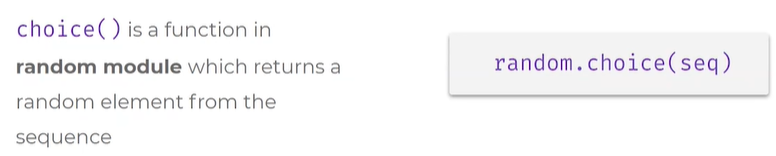 choice() is a function in
random module which returns a
random element from the
sequence
random.choice(seq)